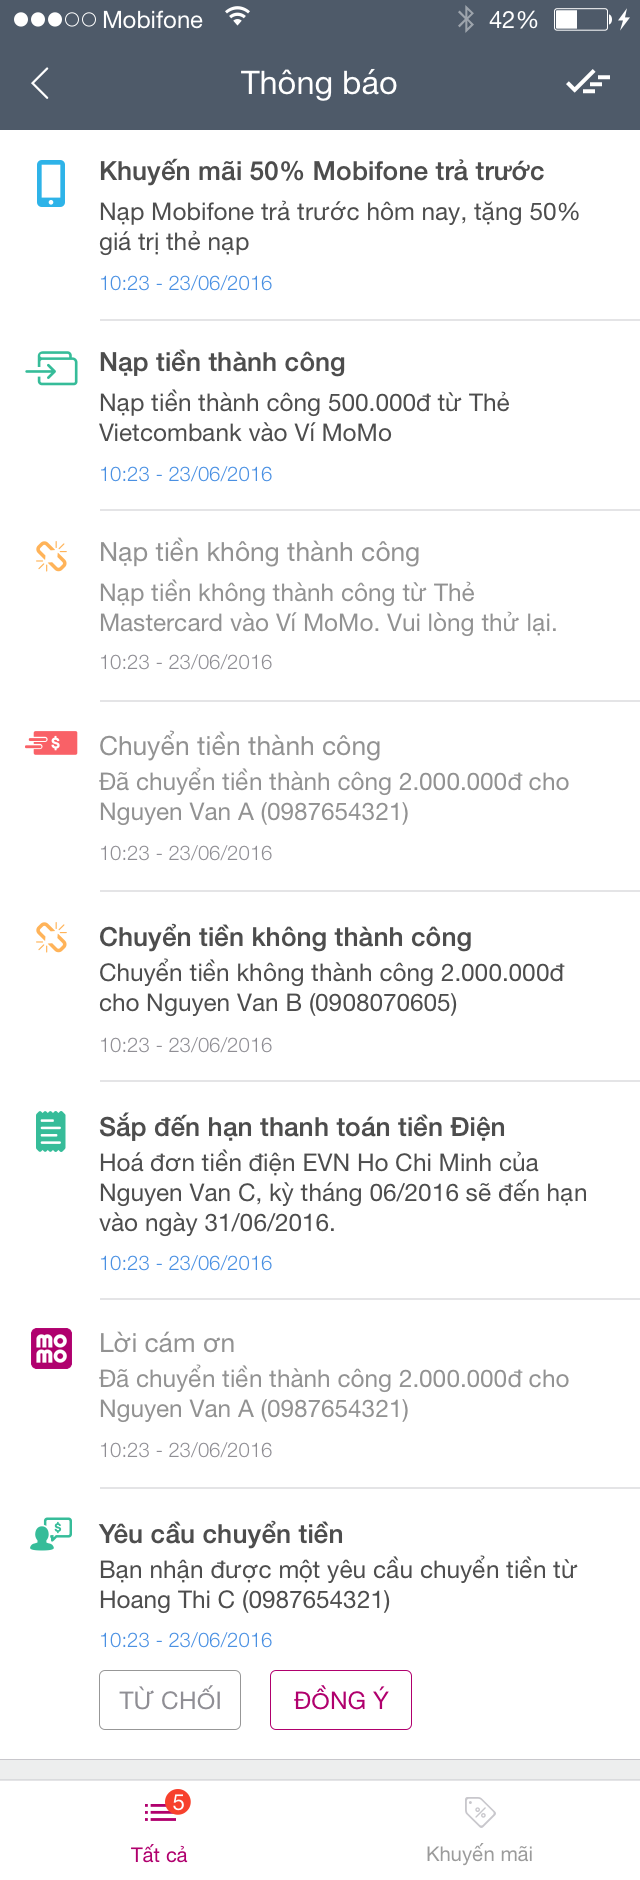 Mobifone 42%
Thông báo
Khuyến mãi 50% Mobifone trả trước
Nạp Mobifone trả trước hôm nay, tặng 50%
giá trị thẻ nạp
10:23 - 23/06/2016
Nạp tiền thành công
Nạp tiền thành công 500.000đ từ Thẻ
Vietcombank vào Ví MoMo
10:23 - 23/06/2016
Nạp tiền không thành công
Nạp tiền không thành công từ Thẻ
Mastercard vào Ví MoMo. Vui lòng thử lại.
10:23 - 23/06/2016
$
Chuyển tiền thành công
Đã chuyển tiền thành công 2.000.000đ cho
Nguyen Van A (0987654321)
10:23 - 23/06/2016
Chuyển tiền không thành công
Chuyển tiền không thành công 2.000.000đ
cho Nguyen Van B (0908070605)
10:23 - 23/06/2016
Sắp đến hạn thanh toán tiền Điện
Hoá đơn tiền điện EVN Ho Chi Minh của
Nguyen Van C, kỳ tháng 06/2016 sẽ đến hạn
vào ngày 31/06/2016.
10:23 - 23/06/2016
mo
mo
Lời cám ơn
Đã chuyển tiền thành công 2.000.000đ cho
Nguyen Van A (0987654321)
10:23 - 23/06/2016
$
Yêu cầu chuyển tiền
Bạn nhận được một yêu cầu chuyển tiền từ
Hoang Thi C (0987654321)
10:23 - 23/06/2016
TỪ CHỐI ĐỒNG Ý
5 %
Tất cả Khuyến mãi